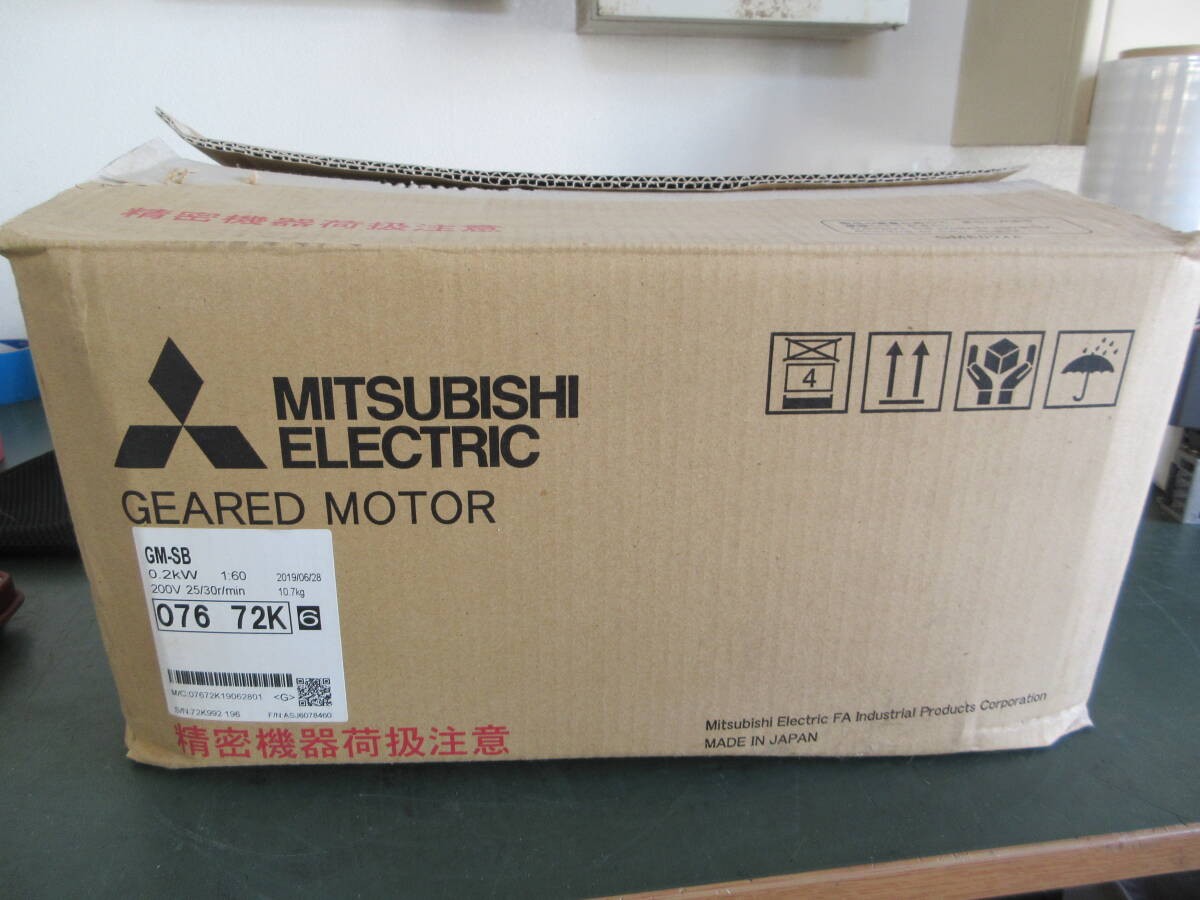 精密機器荷扱注意
MITSUBISHI
ELECTRIC
GEARED MOTOR
4
GM-SB
0.2kW 1:60 2019/06/28
200V 25/30r/min 10.7kg
076 72K 6
M/C:07672K19062801 <G>
S/N:72K992 196 F/N:ASJ6078460
精密機器荷扱注意
Mitsubishi Electric FA Industrial Products Corporation
MADE IN JAPAN